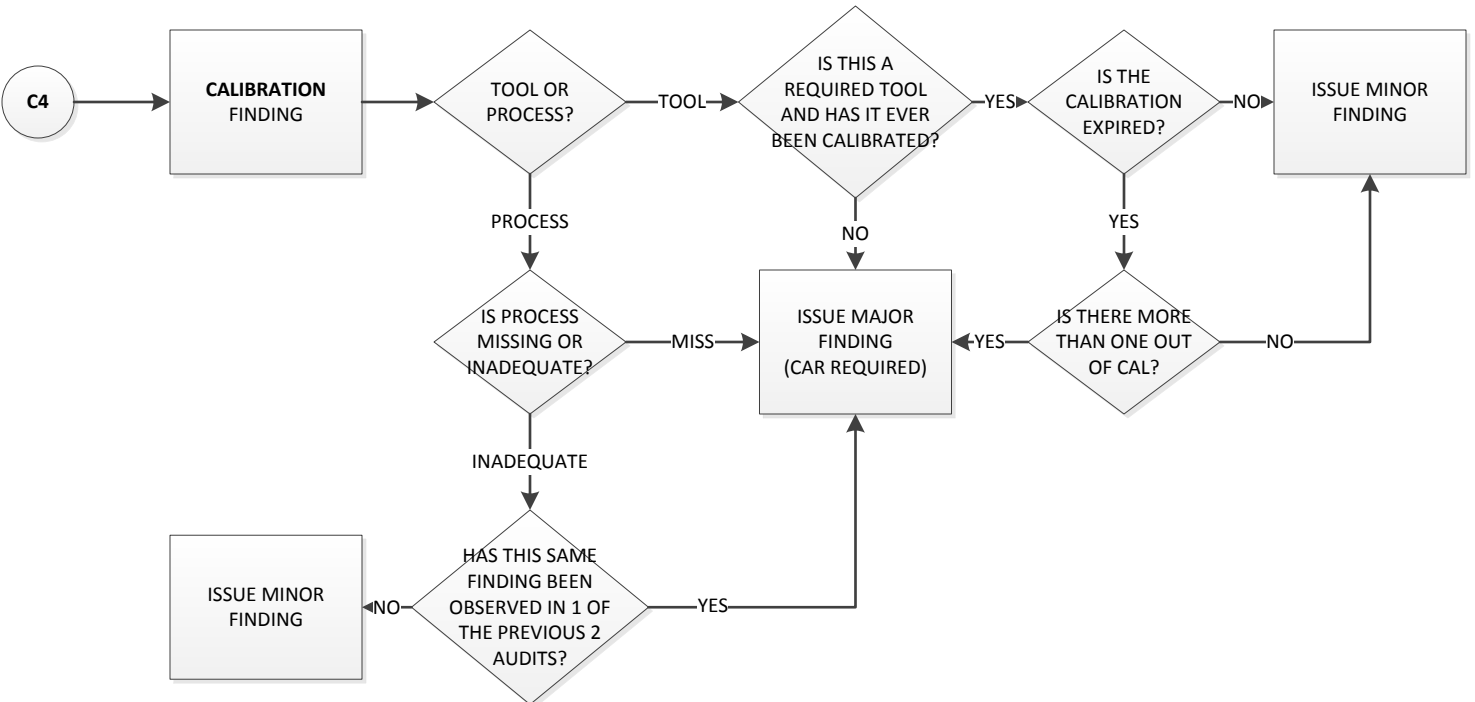 C4
CALIBRATION
FINDING
TOOL OR
PROCESS?
TOOL
IS THIS A
REQUIRED TOOL
AND HAS IT EVER
BEEN CALIBRATED?
YES
IS THE
CALIBRATION
EXPIRED?
NO
ISSUE MINOR
FINDING
PROCESS
NO
YES
IS PROCESS
MISSING OR
INADEQUATE?
MISS
ISSUE MAJOR
FINDING
(CAR REQUIRED)
YES
IS THERE MORE
THAN ONE OUT
OF CAL?
NO
INADEQUATE
ISSUE MINOR
FINDING
NO
HAS THIS SAME
FINDING BEEN
OBSERVED IN 1 OF
THE PREVIOUS 2
AUDITS?
YES